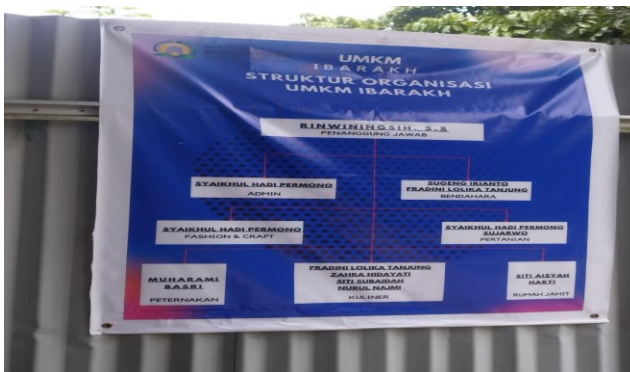 UMKM
IBARAKH
STRUKTUR ORGANISASI
UMKM IBARAKH
RINWININGSIH, S.S
PENANGGUNG JAWAB
SYAIKHUL HADI PERMONO
ADMIN
SUGENG IRIANTO
FRADINI LOLIKA TANJUNG
BENDAHARA
SYAIKHUL HADI PERMONO
FASHION & CRAFT
SYAIKHUL HADI PERMONO
SUJARWO
PERTANIAN
MUHARAMI
BASRI
PETERNAKAN
FRADINI LOLIKA TANJUNG
ZAHRA HIDAYATI
SITI SUBAIDAH
NURUL NAJMI
KULINER
SITI AISYAH
HARTI
RUMAH JAHIT